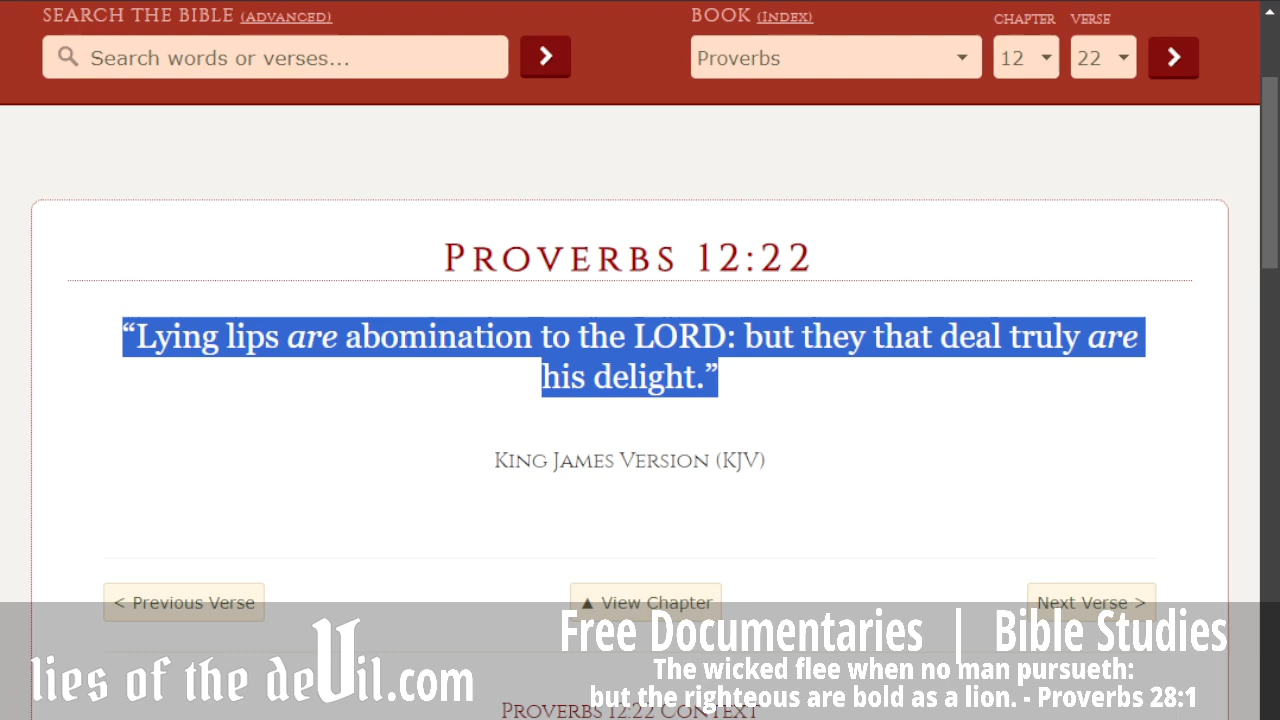 SEARCH THE BIBLE (ADVANCED)
BOOK (INDEX)
CHAPTER
VERSE
Search words or verses...
Proverbs
12
22
PROVERBS 12:22
“Lying lips are abomination to the LORD: but they that deal truly are
his delight.”
KING JAMES VERSION (KJV)
< Previous Verse
▲ View Chapter
Next Verse >
lies of the deUil.com
Free Documentaries | Bible Studies
The wicked flee when no man pursueth:
but the righteous are bold as a lion. - Proverbs 28:1
PROVERBS 12:22 CONTEXT